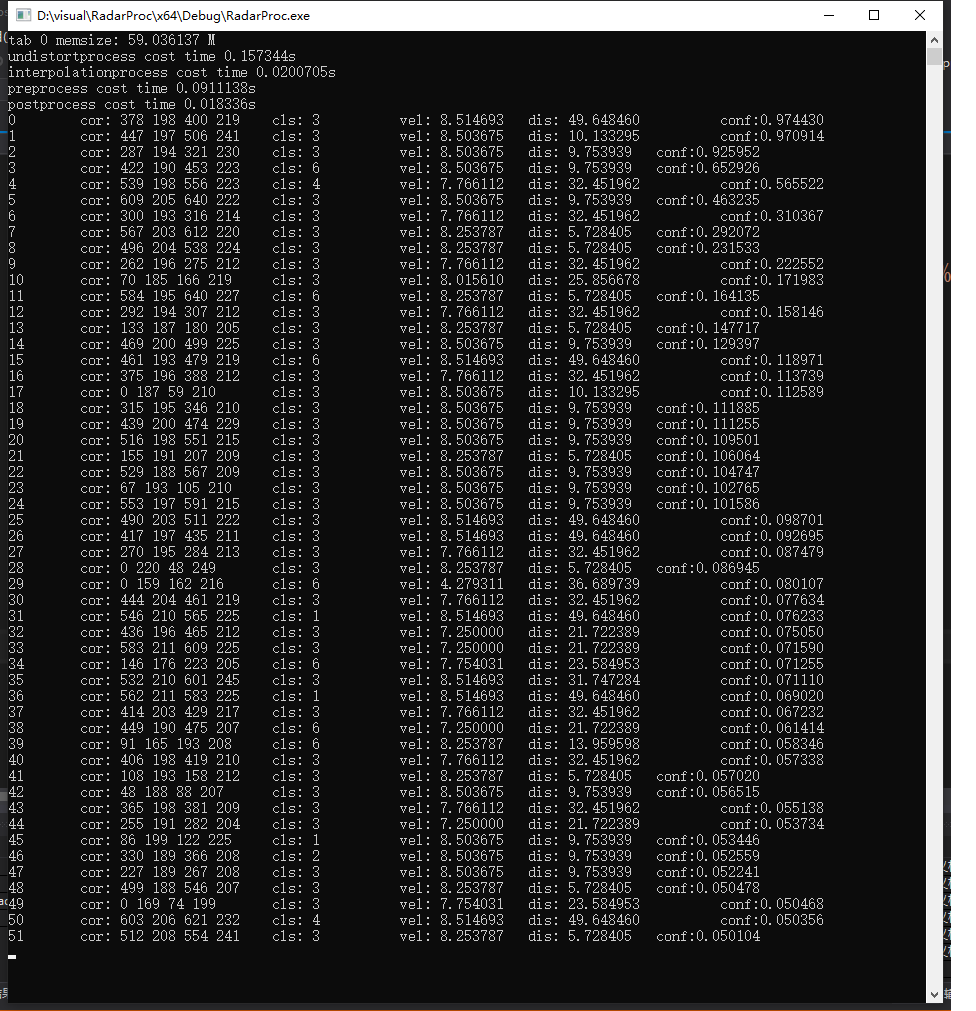 D:\visual\RadarProc\x64\Debug\RadarProc.exe
tab 0 memsize: 59.036137 M
undistortprocess cost time 0.157344s
interpolationprocess cost time 0.0200705s
preprocess cost time 0.0911138s
postprocess cost time 0.018336s
0 cor: 378 198 400 219 cls: 3 vel: 8.514693 dis: 49.648460 conf:0.974430
1 cor: 447 197 506 241 cls: 3 vel: 8.503675 dis: 10.133295 conf:0.970914
2 cor: 287 194 321 230 cls: 3 vel: 8.503675 dis: 9.753939 conf:0.925952
3 cor: 422 190 453 223 cls: 6 vel: 8.503675 dis: 9.753939 conf:0.652926
4 cor: 539 198 556 223 cls: 4 vel: 7.766112 dis: 32.451962 conf:0.565522
5 cor: 609 205 640 222 cls: 3 vel: 8.503675 dis: 9.753939 conf:0.463235
6 cor: 300 193 316 214 cls: 3 vel: 7.766112 dis: 32.451962 conf:0.310367
7 cor: 567 203 612 220 cls: 3 vel: 8.253787 dis: 5.728405 conf:0.292072
8 cor: 496 204 538 224 cls: 3 vel: 8.253787 dis: 5.728405 conf:0.231533
9 cor: 262 196 275 212 cls: 3 vel: 7.766112 dis: 32.451962 conf:0.222552
10 cor: 70 185 166 219 cls: 3 vel: 8.015610 dis: 25.856678 conf:0.171983
11 cor: 584 195 640 227 cls: 6 vel: 8.253787 dis: 5.728405 conf:0.164135
12 cor: 292 194 307 212 cls: 3 vel: 7.766112 dis: 32.451962 conf:0.158146
13 cor: 133 187 180 205 cls: 3 vel: 8.253787 dis: 5.728405 conf:0.147717
14 cor: 469 200 499 225 cls: 3 vel: 8.503675 dis: 9.753939 conf:0.129397
15 cor: 461 193 479 219 cls: 6 vel: 8.514693 dis: 49.648460 conf:0.118971
16 cor: 375 196 388 212 cls: 3 vel: 7.766112 dis: 32.451962 conf:0.113739
17 cor: 0 187 59 210 cls: 3 vel: 8.503675 dis: 10.133295 conf:0.112589
18 cor: 315 195 346 210 cls: 3 vel: 8.503675 dis: 9.753939 conf:0.111885
19 cor: 439 200 474 229 cls: 3 vel: 8.503675 dis: 9.753939 conf:0.111255
20 cor: 516 198 551 215 cls: 3 vel: 8.503675 dis: 9.753939 conf:0.109501
21 cor: 155 191 207 209 cls: 3 vel: 8.253787 dis: 5.728405 conf:0.106064
22 cor: 529 188 567 209 cls: 3 vel: 8.503675 dis: 9.753939 conf:0.104747
23 cor: 67 193 105 210 cls: 3 vel: 8.503675 dis: 9.753939 conf:0.102765
24 cor: 553 197 591 215 cls: 3 vel: 8.503675 dis: 9.753939 conf:0.101586
25 cor: 490 203 511 222 cls: 3 vel: 8.514693 dis: 49.648460 conf:0.098701
26 cor: 417 197 435 211 cls: 3 vel: 8.514693 dis: 49.648460 conf:0.092695
27 cor: 270 195 284 213 cls: 3 vel: 7.766112 dis: 32.451962 conf:0.087479
28 cor: 0 220 48 249 cls: 3 vel: 8.253787 dis: 5.728405 conf:0.086945
29 cor: 0 159 162 216 cls: 6 vel: 4.279311 dis: 36.689739 conf:0.080107
30 cor: 444 204 461 219 cls: 3 vel: 7.766112 dis: 32.451962 conf:0.077634
31 cor: 546 210 565 225 cls: 1 vel: 8.514693 dis: 49.648460 conf:0.076233
32 cor: 436 196 465 212 cls: 3 vel: 7.250000 dis: 21.722389 conf:0.075050
33 cor: 583 211 609 225 cls: 3 vel: 7.250000 dis: 21.722389 conf:0.071590
34 cor: 146 176 223 205 cls: 6 vel: 7.754031 dis: 23.584953 conf:0.071255
35 cor: 532 210 601 245 cls: 3 vel: 8.514693 dis: 31.747284 conf:0.071110
36 cor: 562 211 583 225 cls: 1 vel: 8.514693 dis: 49.648460 conf:0.069020
37 cor: 414 203 429 217 cls: 3 vel: 7.766112 dis: 32.451962 conf:0.067232
38 cor: 449 190 475 207 cls: 6 vel: 7.250000 dis: 21.722389 conf:0.061414
39 cor: 91 165 193 208 cls: 6 vel: 8.253787 dis: 13.959598 conf:0.058346
40 cor: 406 198 419 210 cls: 3 vel: 7.766112 dis: 32.451962 conf:0.057338
41 cor: 108 193 158 212 cls: 3 vel: 8.253787 dis: 5.728405 conf:0.057020
42 cor: 48 188 88 207 cls: 3 vel: 8.503675 dis: 9.753939 conf:0.056515
43 cor: 365 198 381 209 cls: 3 vel: 7.766112 dis: 32.451962 conf:0.055138
44 cor: 255 191 282 204 cls: 3 vel: 7.250000 dis: 21.722389 conf:0.053734
45 cor: 86 199 122 225 cls: 1 vel: 8.503675 dis: 9.753939 conf:0.053446
46 cor: 330 189 366 208 cls: 2 vel: 8.503675 dis: 9.753939 conf:0.052559
47 cor: 227 189 267 208 cls: 3 vel: 8.503675 dis: 9.753939 conf:0.052241
48 cor: 499 188 546 207 cls: 3 vel: 8.253787 dis: 5.728405 conf:0.050478
49 cor: 0 169 74 199 cls: 3 vel: 7.754031 dis: 23.584953 conf:0.050468
50 cor: 603 206 621 232 cls: 4 vel: 8.514693 dis: 49.648460 conf:0.050356
51 cor: 512 208 554 241 cls: 3 vel: 8.253787 dis: 5.728405 conf:0.050104